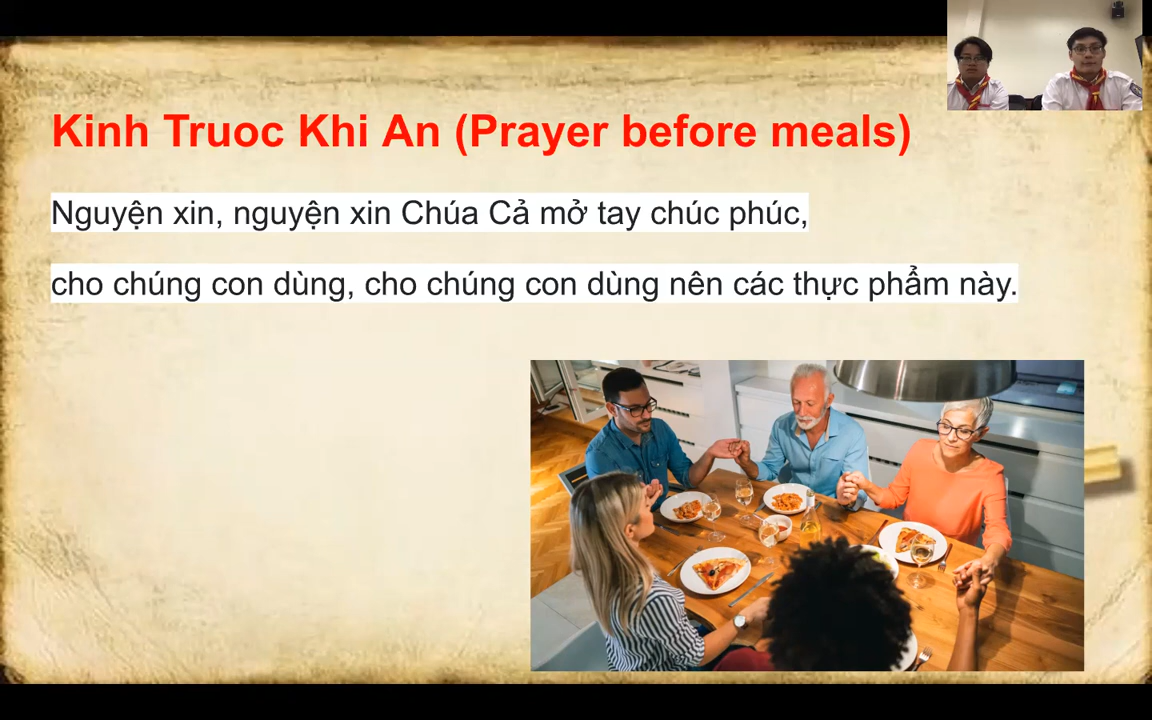 Kinh Truoc Khi An (Prayer before meals)
Nguyện xin, nguyện xin Chúa Cả mở tay chúc phúc,
cho chúng con dùng, cho chúng con dùng nên các thực phẩm này.